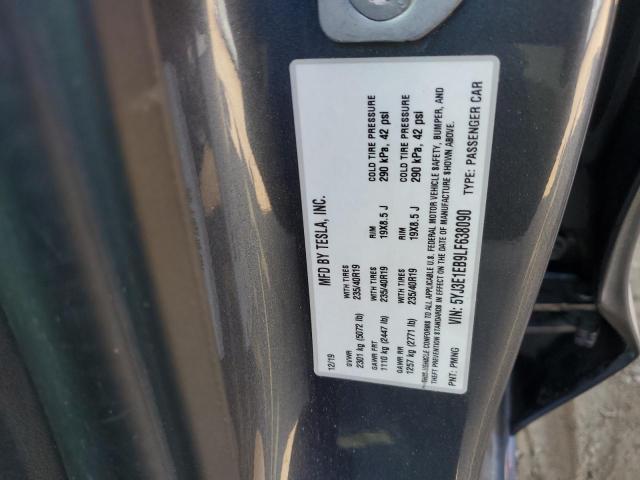 MFD BY TESLA, INC.
12/19
GVWR
2301 kg (5072 lb)
WITH TIRES
235/40R19
RIM
19X8.5 J
COLD TIRE PRESSURE
290 kPa, 42 psi
GAWR FRT
1110 kg (2447 lb)
WITH TIRES
235/40R19
RIM
19X8.5 J
COLD TIRE PRESSURE
290 kPa, 42 psi
GAWR RR
1257 kg (2771 lb)
THIS VEHICLE CONFORMS TO ALL APPLICABLE U.S. FEDERAL MOTOR VEHICLE SAFETY, BUMPER, AND
THEFT PREVENTION STANDARDS IN EFFECT ON THE DATE OF MANUFACTURE SHOWN ABOVE.
VIN: 5YJ3E1EB9LF638090
PNT: PMNG
TYPE: PASSENGER CAR